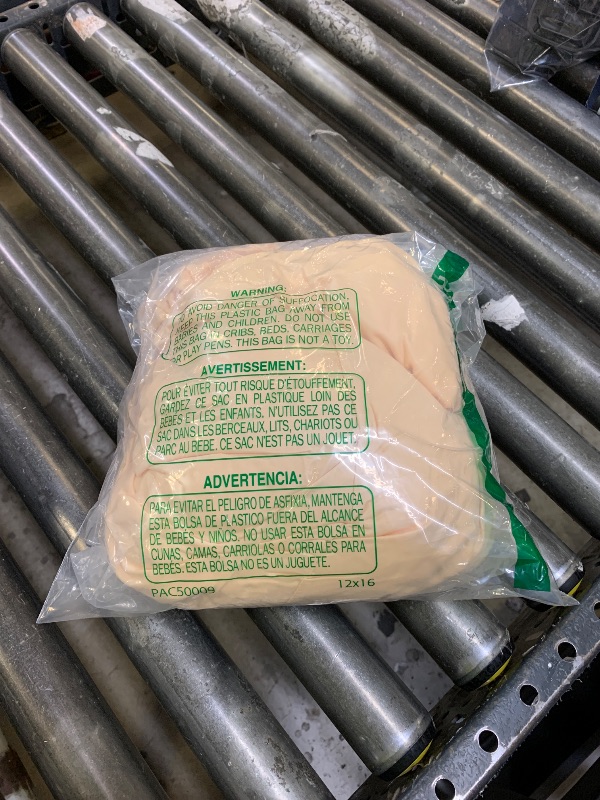 WARNING:
TO AVOID DANGER OF SUFFOCATION,
KEEP THIS PLASTIC BAG AWAY FROM
BABIES AND CHILDREN. DO NOT USE
THIS BAG IN CRIBS, BEDS, CARRIAGES
OR PLAY PENS. THIS BAG IS NOT A TOY.
AVERTISSEMENT:
POUR ÉVITER TOUT RISQUE D'ÉTOUFFEMENT,
GARDEZ CE SAC EN PLASTIQUE LOIN DES
BEBES ET LES ENFANTS. N'UTILISEZ PAS CE
SAC DANS LES BERCEAUX, LITS, CHARIOTS OU
PARC AU BEBE. CE SAC N'EST PAS UN JOUET.
ADVERTENCIA:
PARA EVITAR EL PELIGRO DE ASFIXIA, MANTENGA
ESTA BOLSA DE PLASTICO FUERA DEL ALCANCE
DE BEBÉS Y NIÑOS. NO USAR ESTA BOLSA EN
CUNAS, CAMAS, CARRIOLAS O CORRALES PARA
BEBÉS. ESTA BOLSA NO ES UN JUGUETE.
PAC50009 12x16